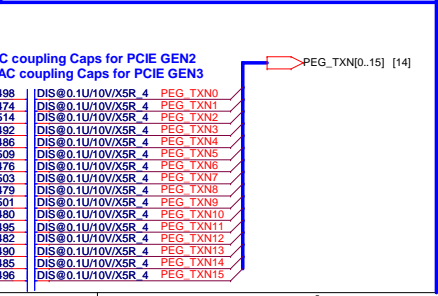 C coupling Caps for PCIE GEN2
AC coupling Caps for PCIE GEN3
PEG_TXN[0..15] [14]
498 DIS@0.1U/10V/X5R_4 PEG_TXN0
474 DIS@0.1U/10V/X5R_4 PEG_TXN1
514 DIS@0.1U/10V/X5R_4 PEG_TXN2
492 DIS@0.1U/10V/X5R_4 PEG_TXN3
486 DIS@0.1U/10V/X5R_4 PEG_TXN4
509 DIS@0.1U/10V/X5R_4 PEG_TXN5
476 DIS@0.1U/10V/X5R_4 PEG_TXN6
503 DIS@0.1U/10V/X5R_4 PEG_TXN7
479 DIS@0.1U/10V/X5R_4 PEG_TXN8
501 DIS@0.1U/10V/X5R_4 PEG_TXN9
480 DIS@0.1U/10V/X5R_4 PEG_TXN10
495 DIS@0.1U/10V/X5R_4 PEG_TXN11
482 DIS@0.1U/10V/X5R_4 PEG_TXN12
490 DIS@0.1U/10V/X5R_4 PEG_TXN13
485 DIS@0.1U/10V/X5R_4 PEG_TXN14
496 DIS@0.1U/10V/X5R_4 PEG_TXN15